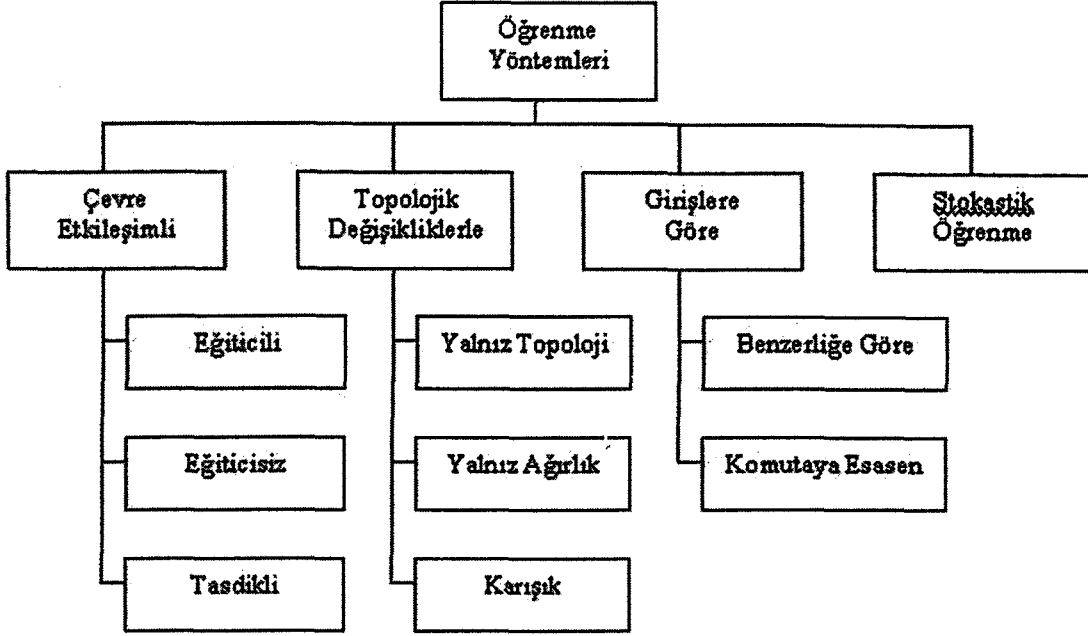 Öğrenme
Yöntemleri
Çevre
Etkileşimli
Topolojik
Değişikliklerle
Girişlere
Göre
Stokastik
Öğrenme
Eğiticili
Yalnız Topoloji
Benzerliğe Göre
Eğiticisiz
Yalnız Ağırlık
Komutaya Esasen
Tasdikli
Karışık